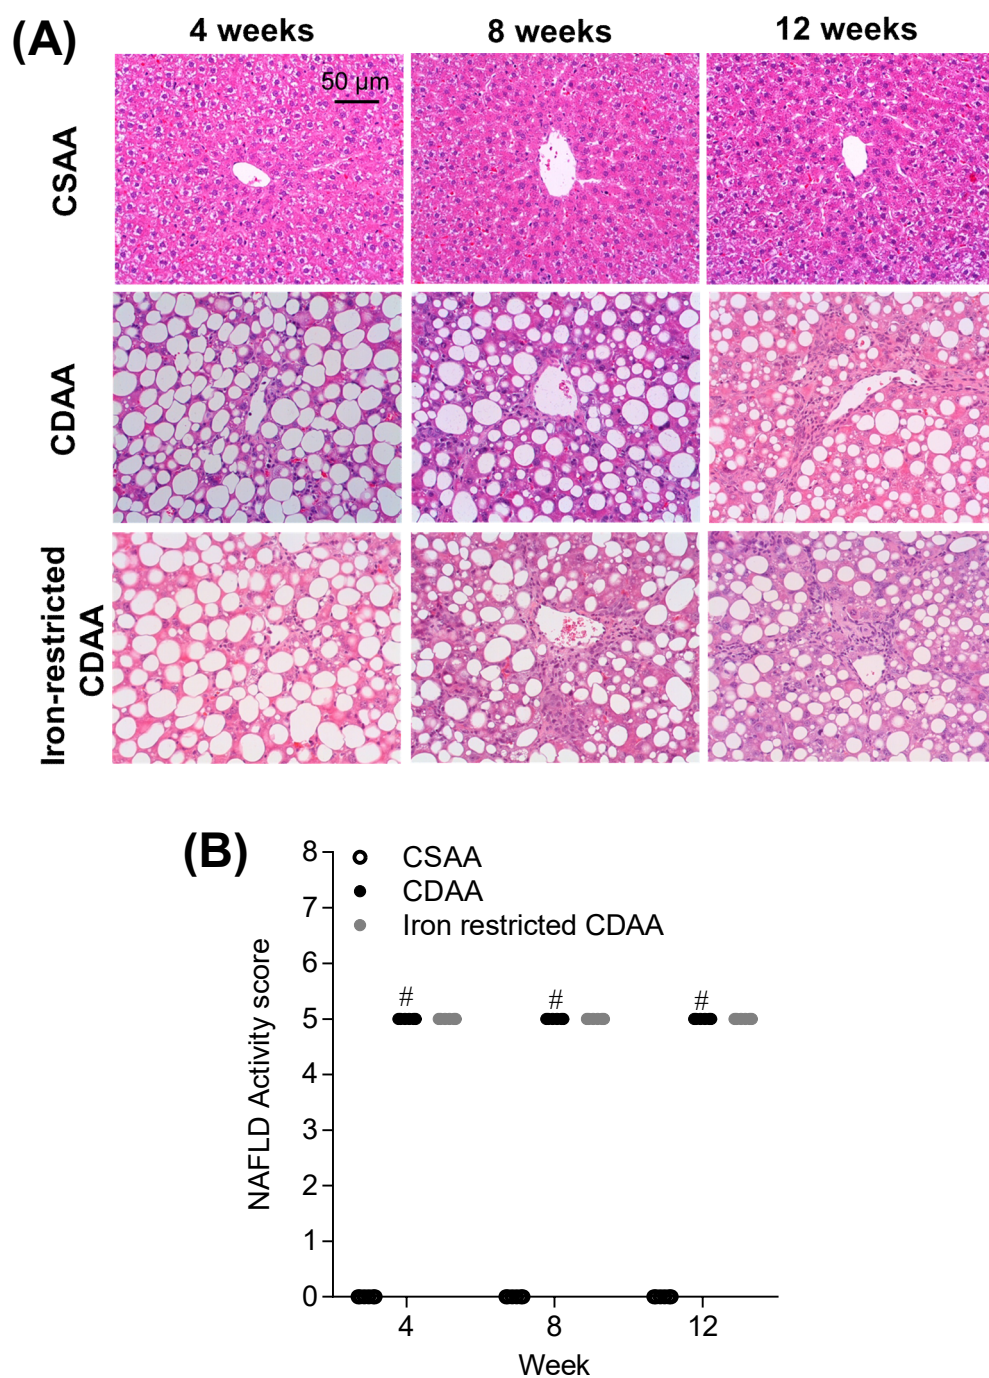 (A)
4 weeks
8 weeks
12 weeks
50 µm
CSAA
CDAA
Iron-restricted
CDAA
(B)
CSAA
CDAA
Iron restricted CDAA
NAFLD Activity score
8
7
6
5
4
3
2
1
0
#
#
#
4
8
12
Week